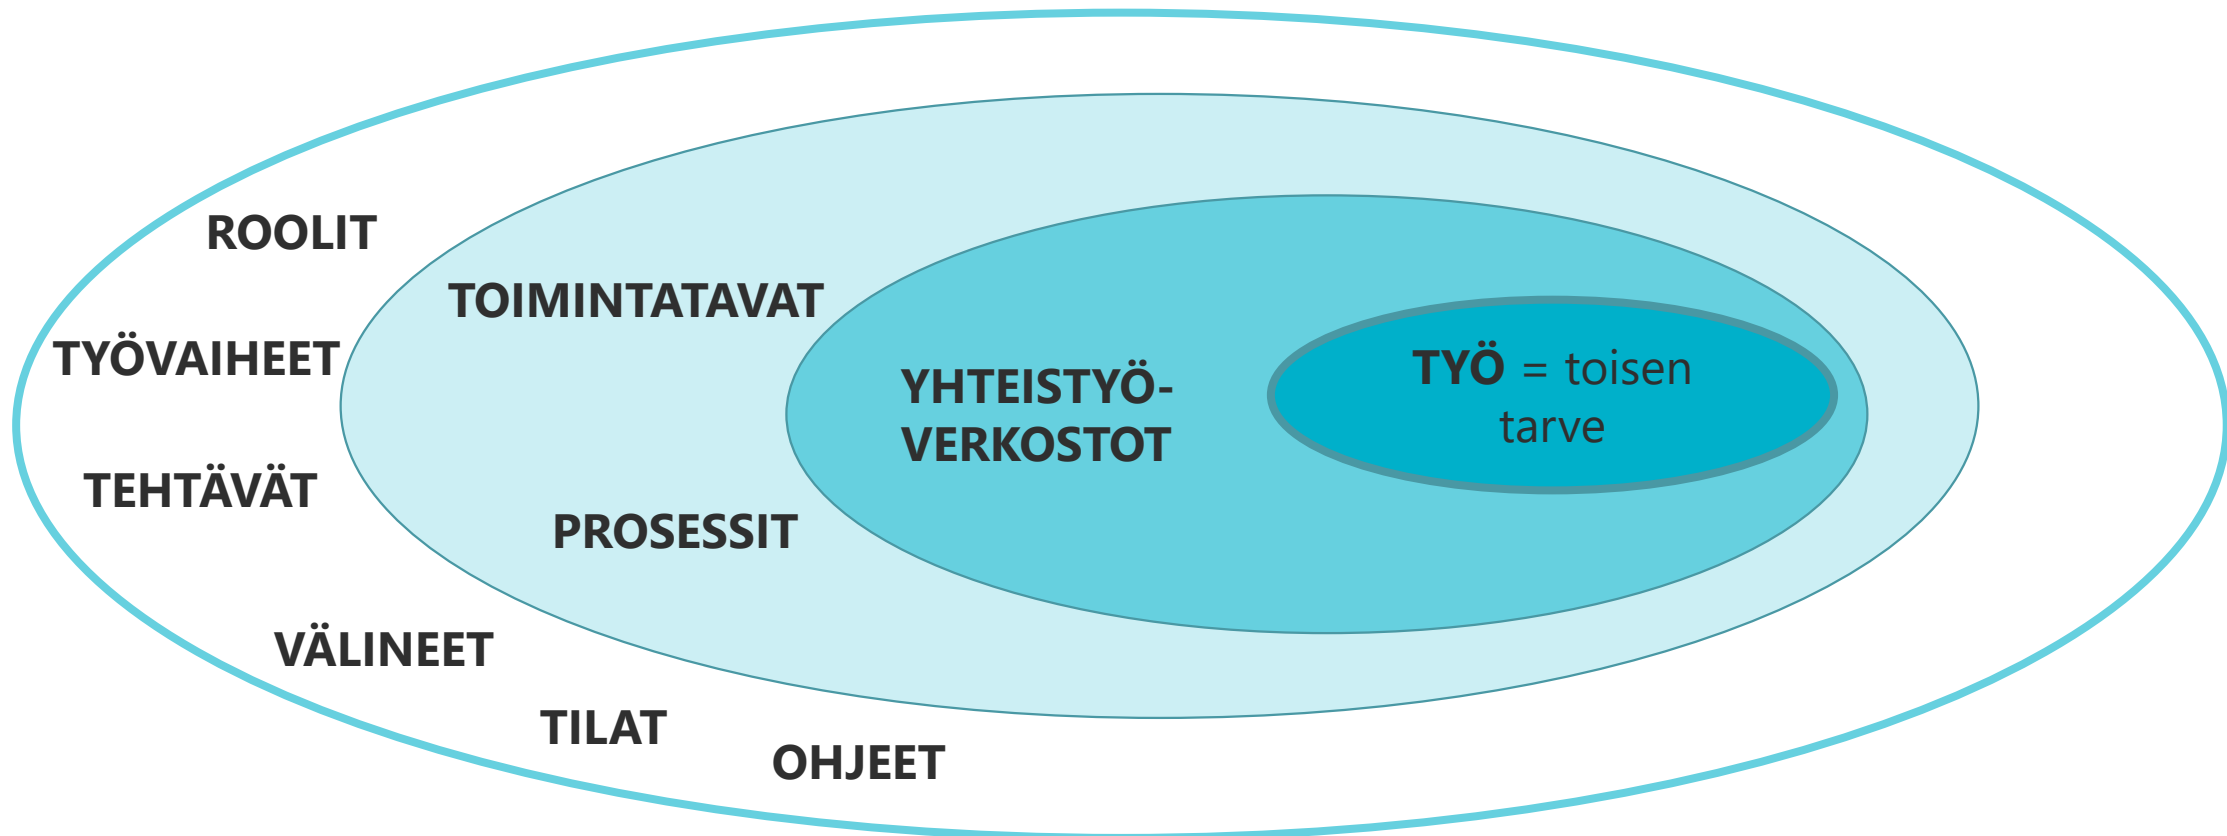 ROOLIT
TOIMINTATAVAT
TYÖVAIHEET
YHTEISTYÖ-
VERKOSTOT
TYÖ = toisen
tarve
TEHTÄVÄT
PROSESSIT
VÄLINEET
TILAT
OHJEET